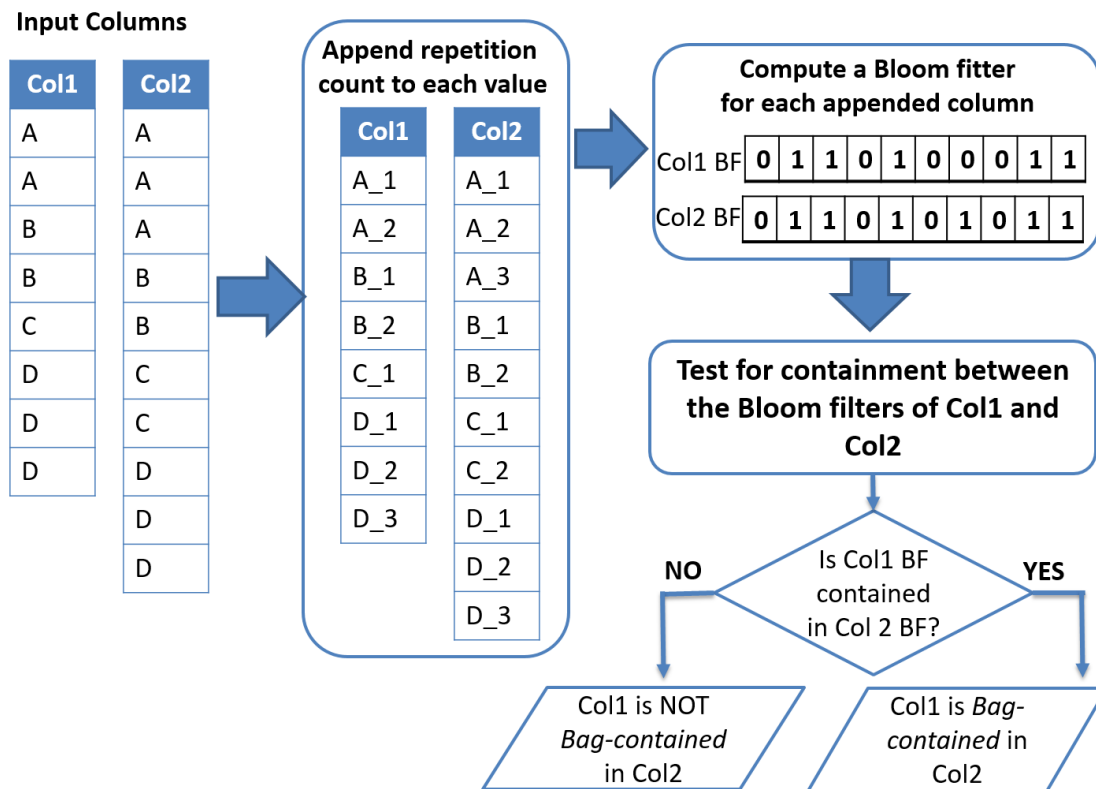 Input Columns
Col1
A
A
B
B
C
D
D
D
Col2
A
A
A
B
B
C
C
D
D
D
Append repetition
count to each value
Col1
A_1
A_2
B_1
B_2
C_1
D_1
D_2
D_3
Col2
A_1
A_2
A_3
B_1
B_2
C_1
C_2
D_1
D_2
D_3
Compute a Bloom fitter
for each appended column
Col1 BF 0 1 1 0 1 0 0 0 1 1
Col2 BF 0 1 1 0 1 0 1 0 1 1
Test for containment between
the Bloom filters of Col1 and
Col2
Is Col1 BF
contained
in Col 2 BF?
NO
YES
Col1 is NOT
Bag-contained
in Col2
Col1 is Bag-
contained in
Col2